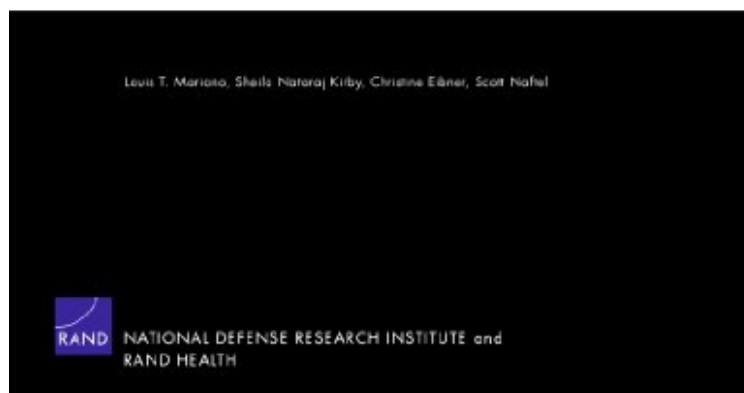 Louis T. Mariano, Sheila Nataraj Kirby, Christine Eibner, Scott Naftel
RAND
NATIONAL DEFENSE RESEARCH INSTITUTE and
RAND HEALTH